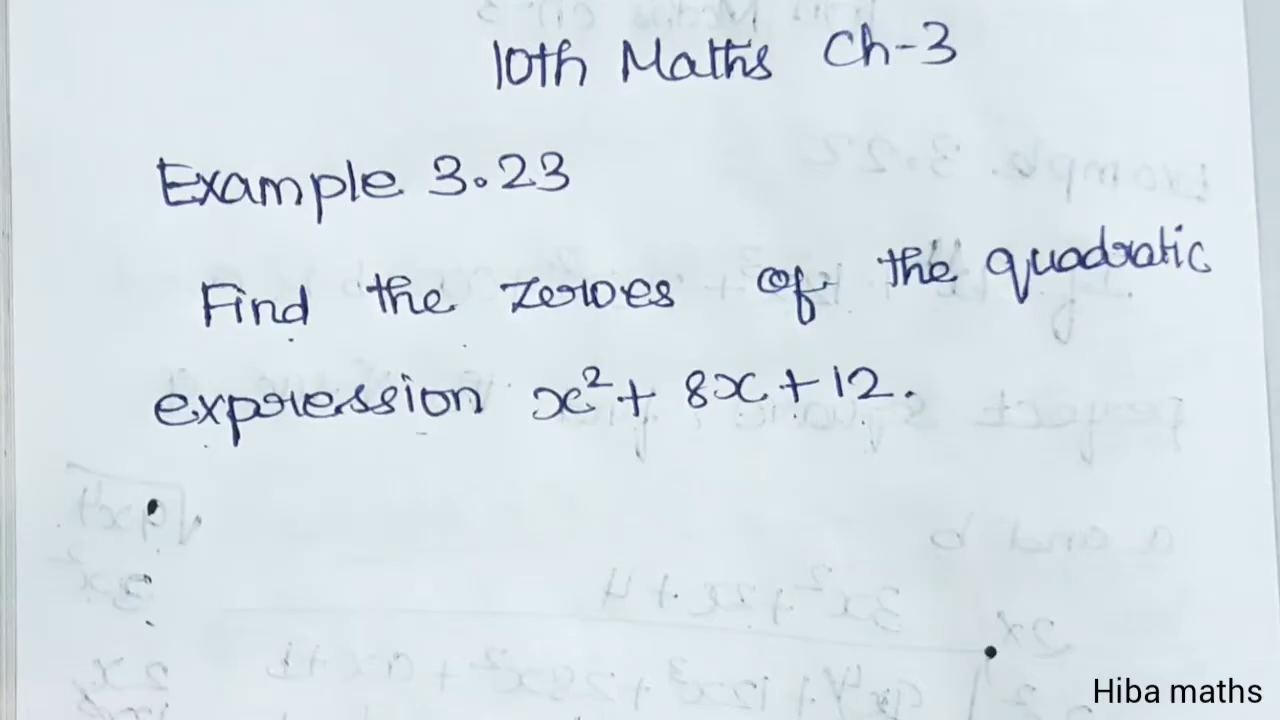 10th Maths Ch-3
Example 3.23
Find the zeroes of the quadratic
expression x² + 8x + 12.
Hiba maths